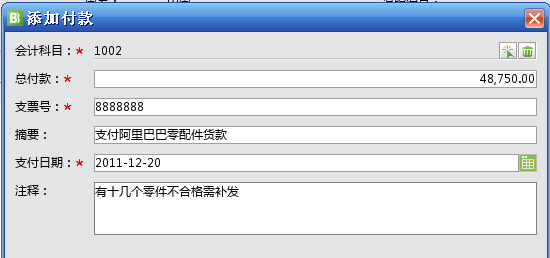 添加付款
会计科目：* 1002
总付款：* 48,750.00
支票号：* 8888888
摘要： 支付阿里巴巴零配件货款
支付日期：* 2011-12-20
注释： 有十几个零件不合格需补发